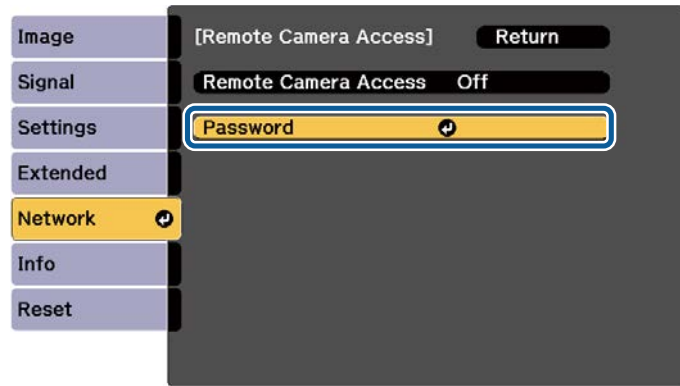 Image
Signal
Settings
Extended
Network
Info
Reset
[Remote Camera Access] Return
Remote Camera Access Off
Password